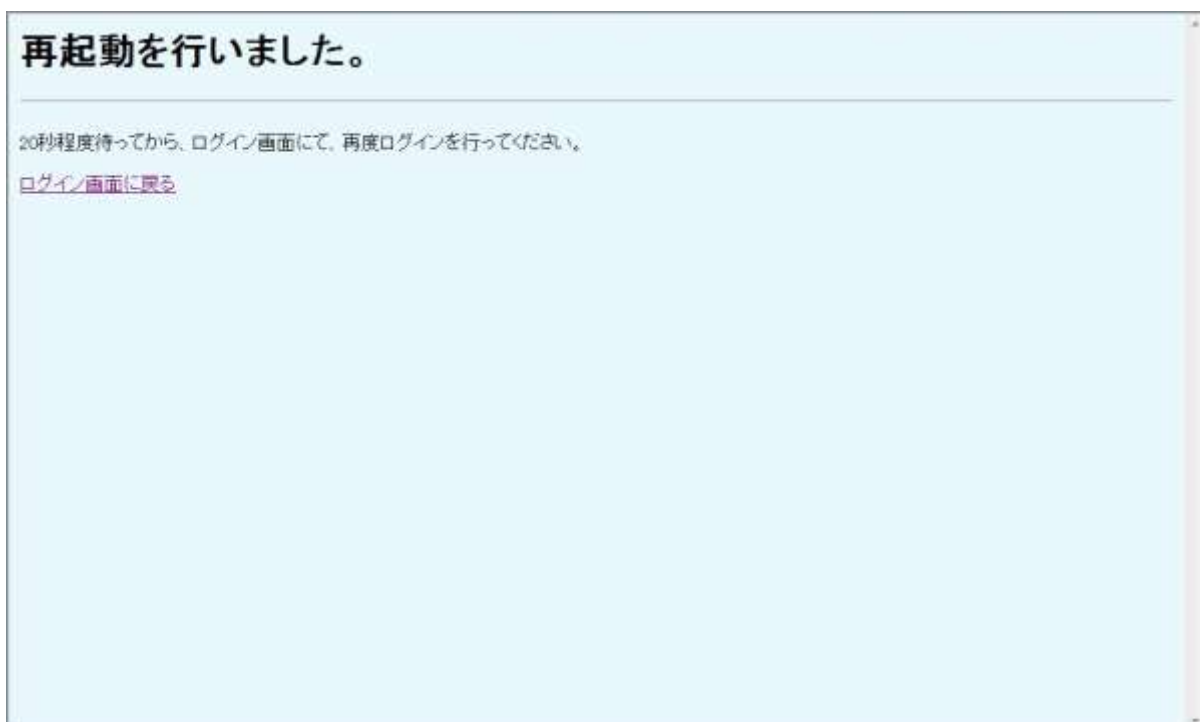 再起動を行いました。
20秒程度待ってから、ログイン画面にて、再度ログインを行ってください。
ログイン画面に戻る